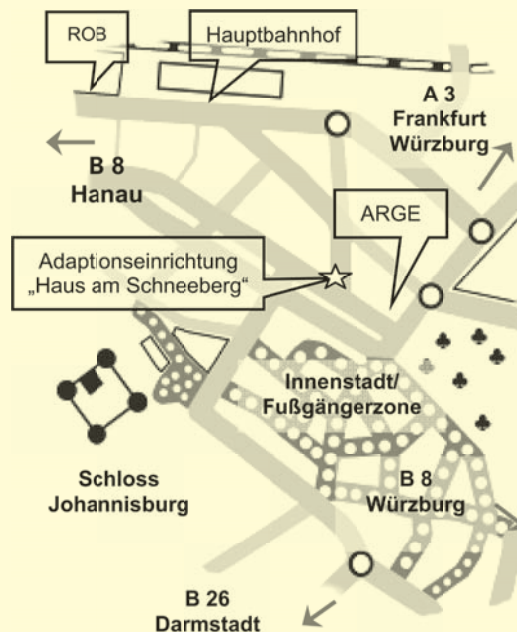 ROB
Hauptbahnhof
A 3
Frankfurt
Würzburg
B 8
Hanau
ARGE
Adaptionseinrichtung
„Haus am Schneeberg“
Innenstadt/
Fußgängerzone
Schloss
Johannisburg
B 8
Würzburg
B 26
Darmstadt